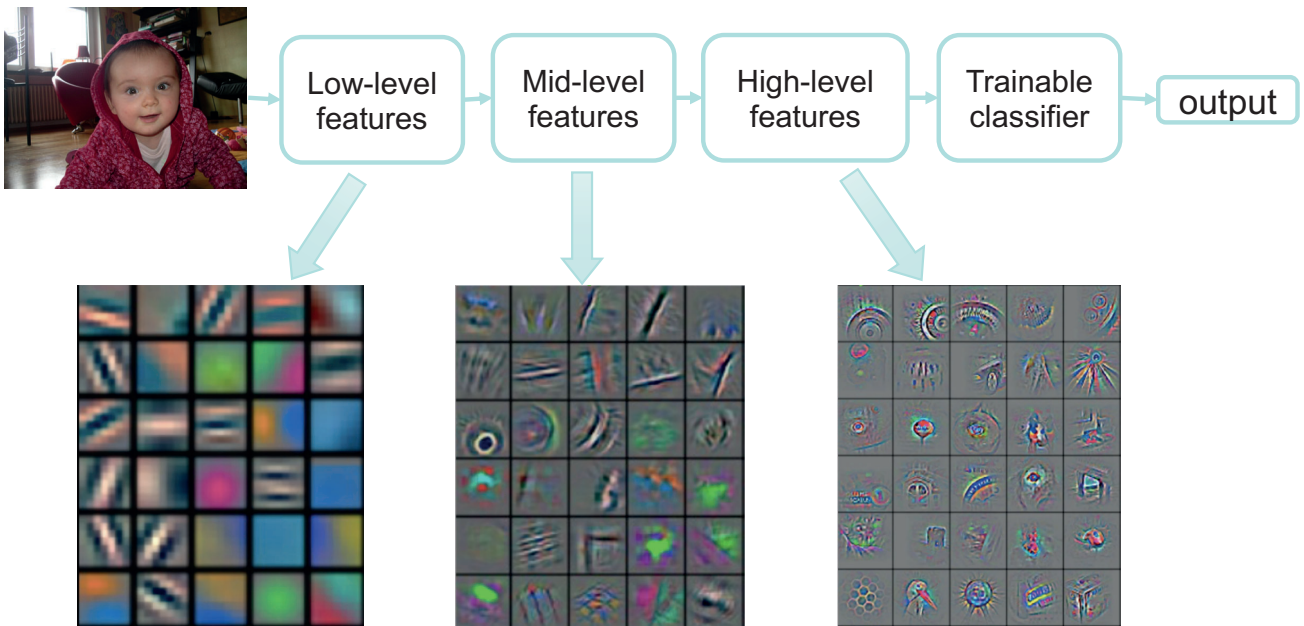 Low-level
features
Mid-level
features
High-level
features
Trainable
classifier
output